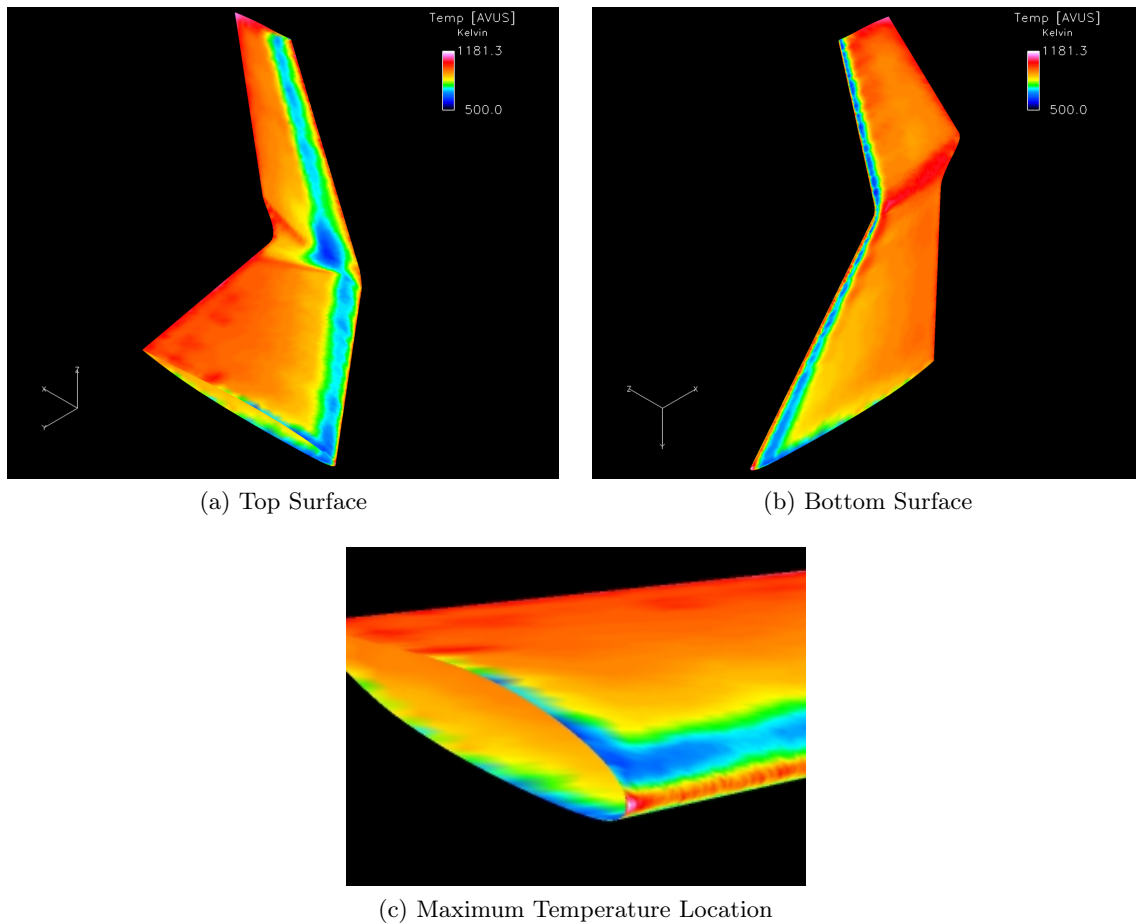 Temp [AVUS]
Kelvin
1181.3
500.0
Z
X
Y
(a) Top Surface
Temp [AVUS]
Kelvin
1181.3
500.0
Z
X
Y
(b) Bottom Surface
(c) Maximum Temperature Location